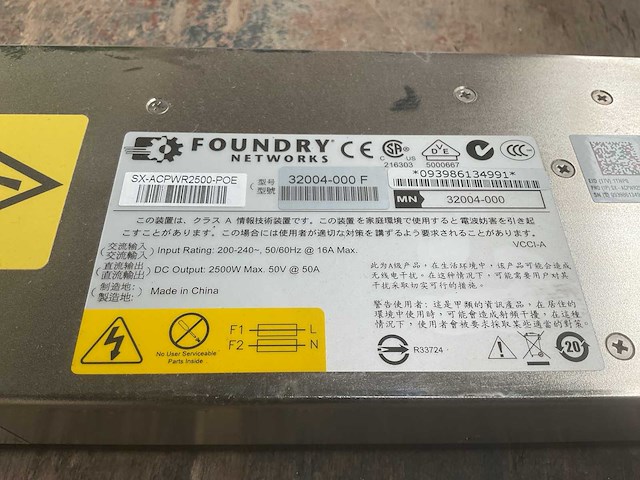 FOUNDRY
NETWORKS
C US
216303
VDE
5000667
CCC
SX-ACPWR2500-POE
型号
型號
32004-000 F
*093986134991*
MN
32004-000
この装置は、クラス A 情報技術装置です。この装置を家庭環境で使用すると電波妨害を引き起
こすことがあります。この場合には使用者が適切な対策を講ずるよう要求されることがあります。
VCCI-A
(交流輸入)
(交流輸入) Input Rating: 200-240~, 50/60Hz @ 16A Max.
(直流輸出)
(直流輸出) DC Output: 2500W Max. 50V @ 50A
(制造地:)
(製造地:) Made in China
此为A级产品，在生活环境中，该产品可能会造成
无线电干扰。在这种情况下，可能需要用户对其
干扰采取切实可行的措施。
警告使用者: 這是甲類的資訊產品，在居住的
環境中使用時，可能會造成射頻干擾，在這種
情況下，使用者會被要求採取某些適當的對策
F1 L
F2 N
No User Serviceable
Parts Inside
R33724
20